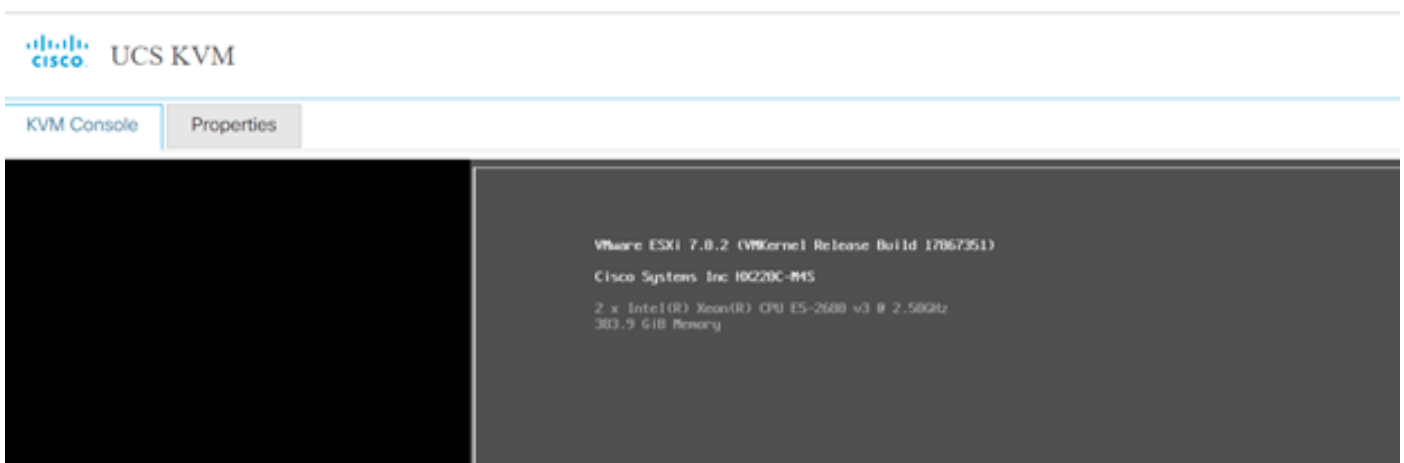 cisco UCS KVM
KVM Console Properties
VMware ESXi 7.0.2 (VMKernel Release Build 17867351)
Cisco Systems Inc HX220C-M4S
2 x Intel(R) Xeon(R) CPU E5-2680 v3 @ 2.50GHz
383.9 GiB Memory